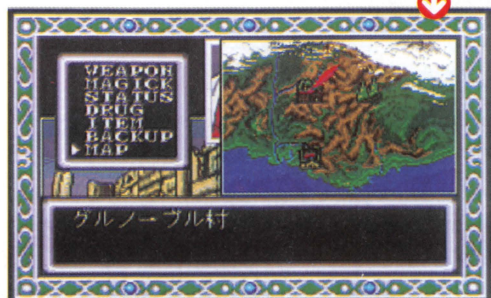 WEAPON
MAGICK
STATUS
DRUG
ITEM
BACKUP
MAP
グルノーブル村